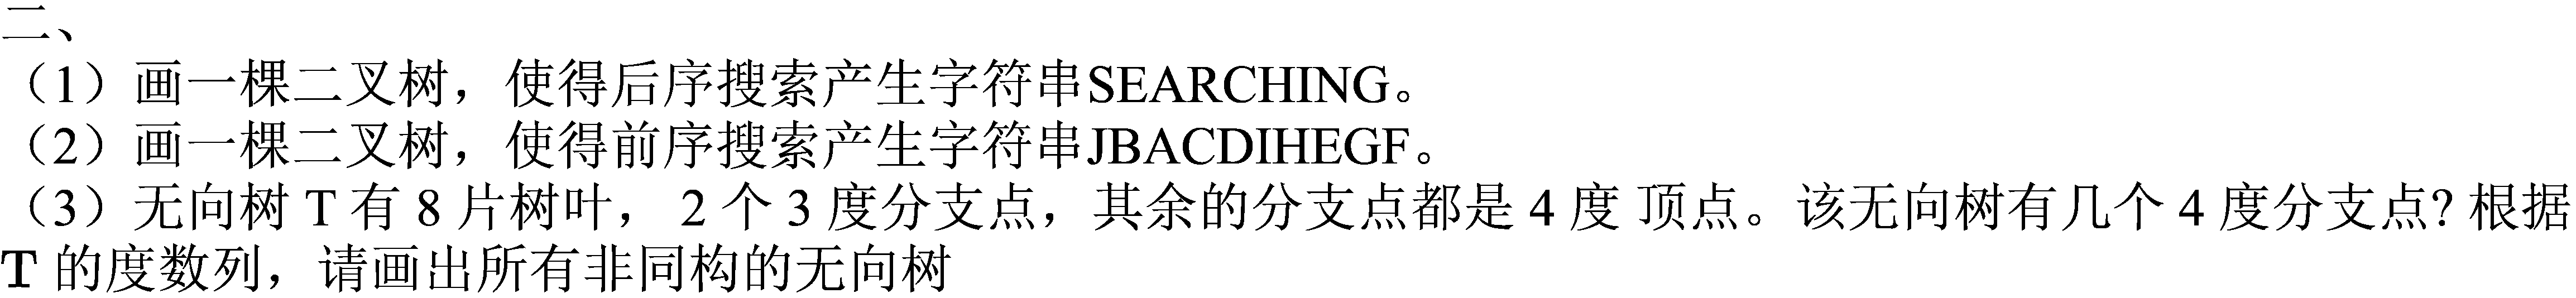 二、
（1）画一棵二叉树，使得后序搜索产生字符串SEARCHING。
（2）画一棵二叉树，使得前序搜索产生字符串JBACDIHEGF。
（3）无向树 T 有 8 片树叶， 2 个 3 度分支点，其余的分支点都是 4 度 顶点。该无向树有几个 4 度分支点? 根据
T 的度数列，请画出所有非同构的无向树